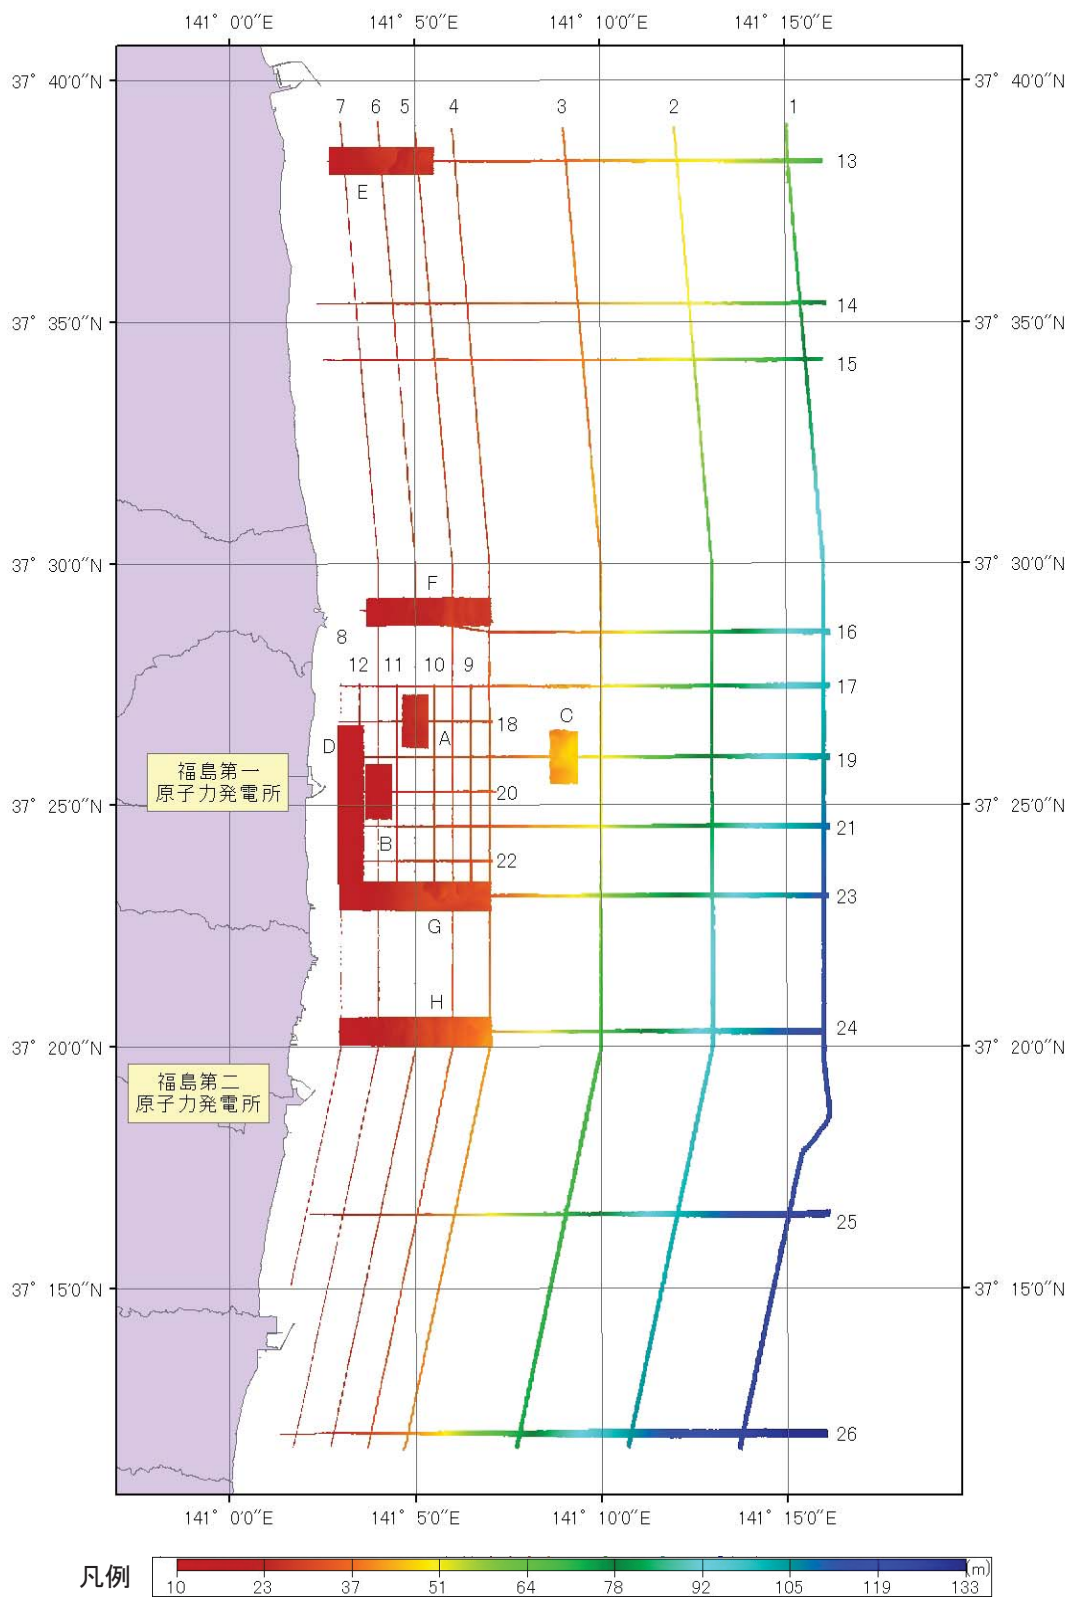 141° 0'0"E 141° 5'0"E 141° 10'0"E 141° 15'0"E
37° 40'0"N 37° 40'0"N
7 6 5 4 3 2 1
13
E
14
37° 35'0"N 37° 35'0"N
15
37° 30'0"N 37° 30'0"N
F
8 16
12 11 10 9
17
C
18
D A
19
福島第一
原子力発電所
20
37° 25'0"N 37° 25'0"N
21
B
22
23
G
H
24
37° 20'0"N 37° 20'0"N
福島第二
原子力発電所
25
37° 15'0"N 37° 15'0"N
26
141° 0'0"E 141° 5'0"E 141° 10'0"E 141° 15'0"E
凡例
(m)
10 23 37 51 64 78 92 105 119 133